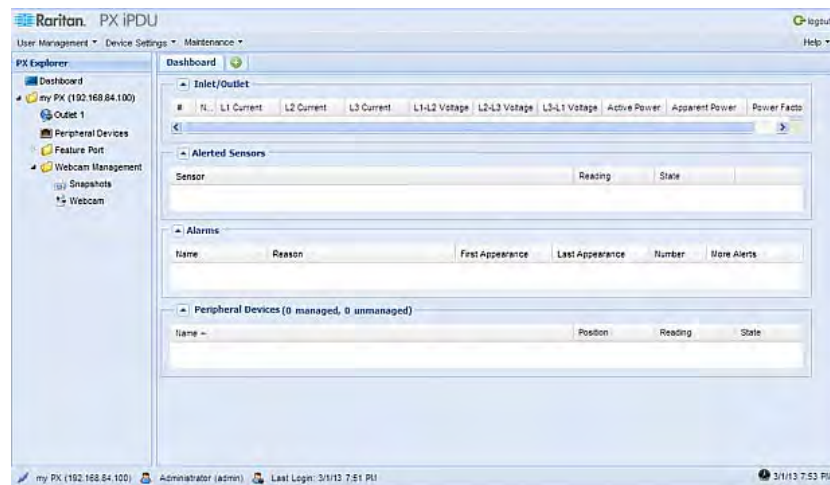 Raritan. PX iPDU
logout
User Management Device Settings Maintenance
Help
PX Explorer
Dashboard
my PX (192.168.84.100)
Outlet 1
Peripheral Devices
Feature Port
Webcam Management
Snapshots
Webcam
Dashboard
Inlet/Outlet
# N... L1 Current L2 Current L3 Current L1-L2 Voltage L2-L3 Voltage L3-L1 Voltage Active Power Apparent Power Power Facto
Alerted Sensors
Sensor Reading State
Alarms
Name Reason First Appearance Last Appearance Number More Alerts
Peripheral Devices (0 managed, 0 unmanaged)
Name Position Reading State
my PX (192.168.84.100) Administrator (admin) Last Login: 3/1/13 7:51 PM
3/1/13 7:53 PM